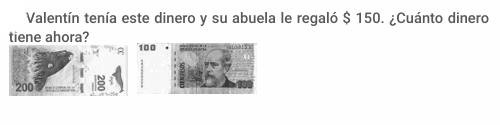 Valentín tenía este dinero y su abuela le regaló $ 150. ¿Cuánto dinero
tiene ahora?
200
200
100
100